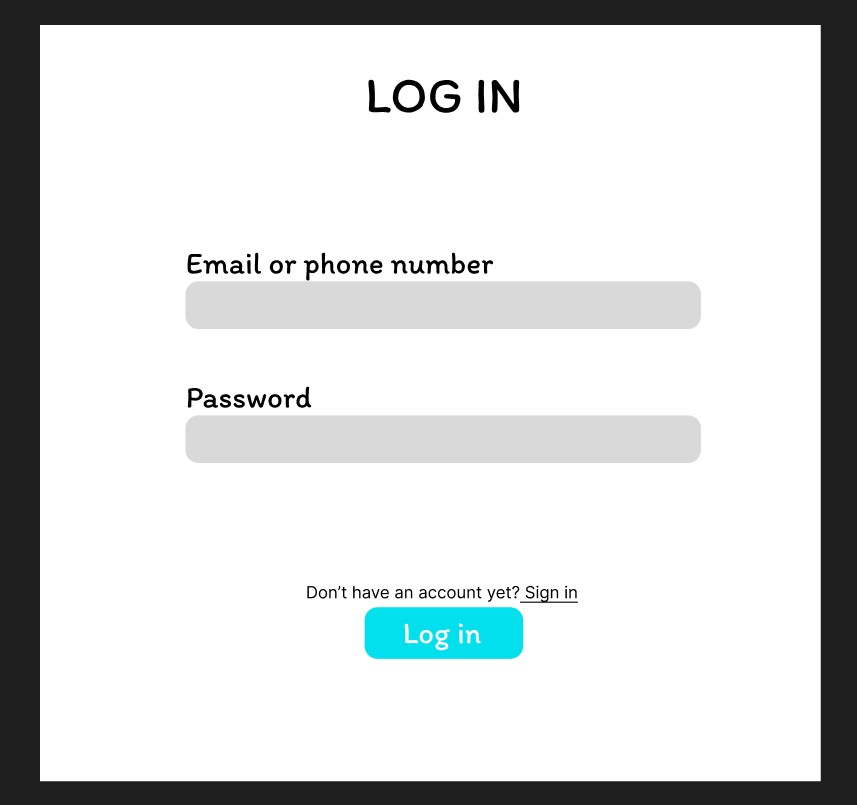 LOG IN
Email or phone number
Password
Don’t have an account yet? Sign in
Log in